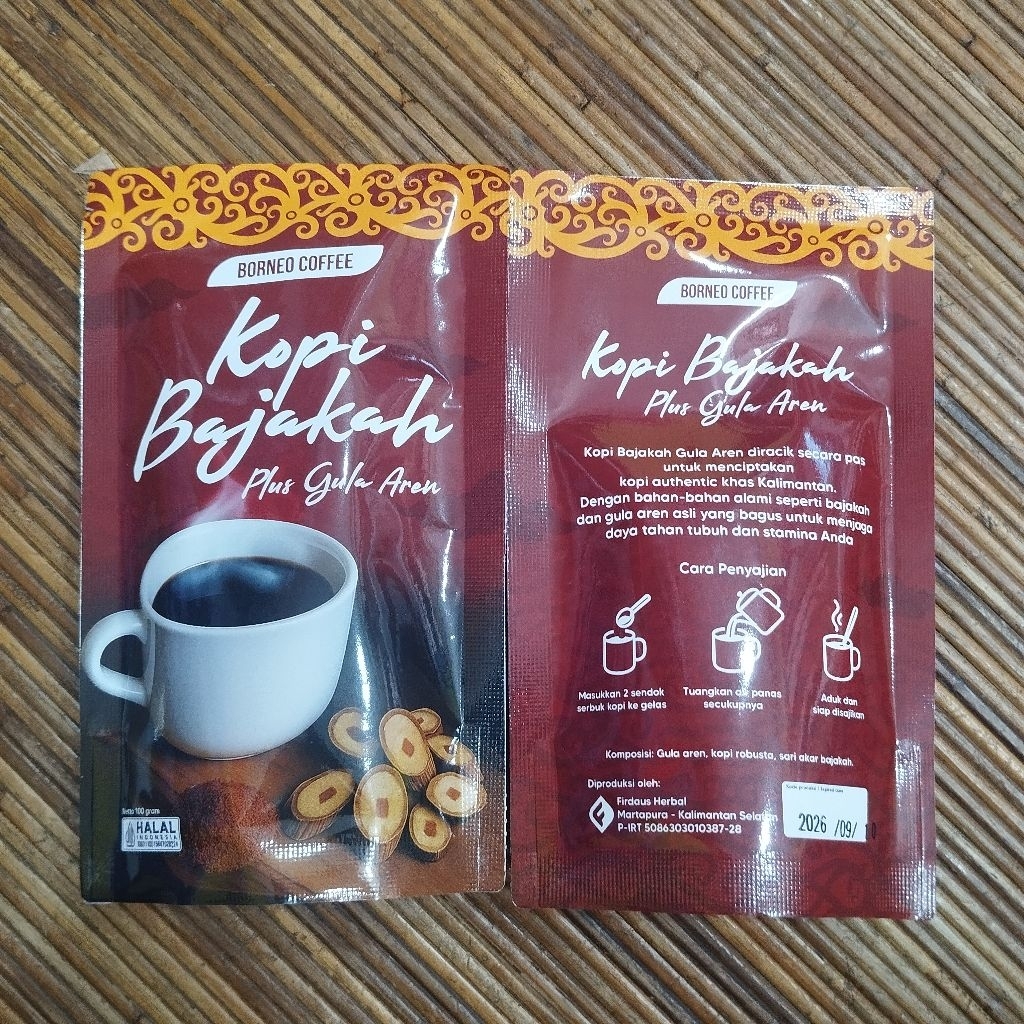 BORNEO COFFEE
Kopi
Bajakah
Plus Gula Aren
Netto 100 gram
HALAL
INDONESIA
BORNEO COFFEE
Kopi Bajakah
Plus Gula Aren
Kopi Bajakah Gula Aren diracik secara pas
untuk menciptakan
kopi authentic khas Kalimantan.
Dengan bahan-bahan alami seperti bajakah
dan gula aren asli yang bagus untuk menjaga
daya tahan tubuh dan stamina Anda
Cara Penyajian
Masukkan 2 sendok
serbuk kopi ke gelas
Tuangkan air panas
secukupnya
Aduk dan
siap disajikan
Komposisi: Gula aren, kopi robusta, sari akar bajakah.
Diproduksi oleh:
Firdaus Herbal
Martapura - Kalimantan Selatan
P-IRT 5086303010387-28
2026 /09/